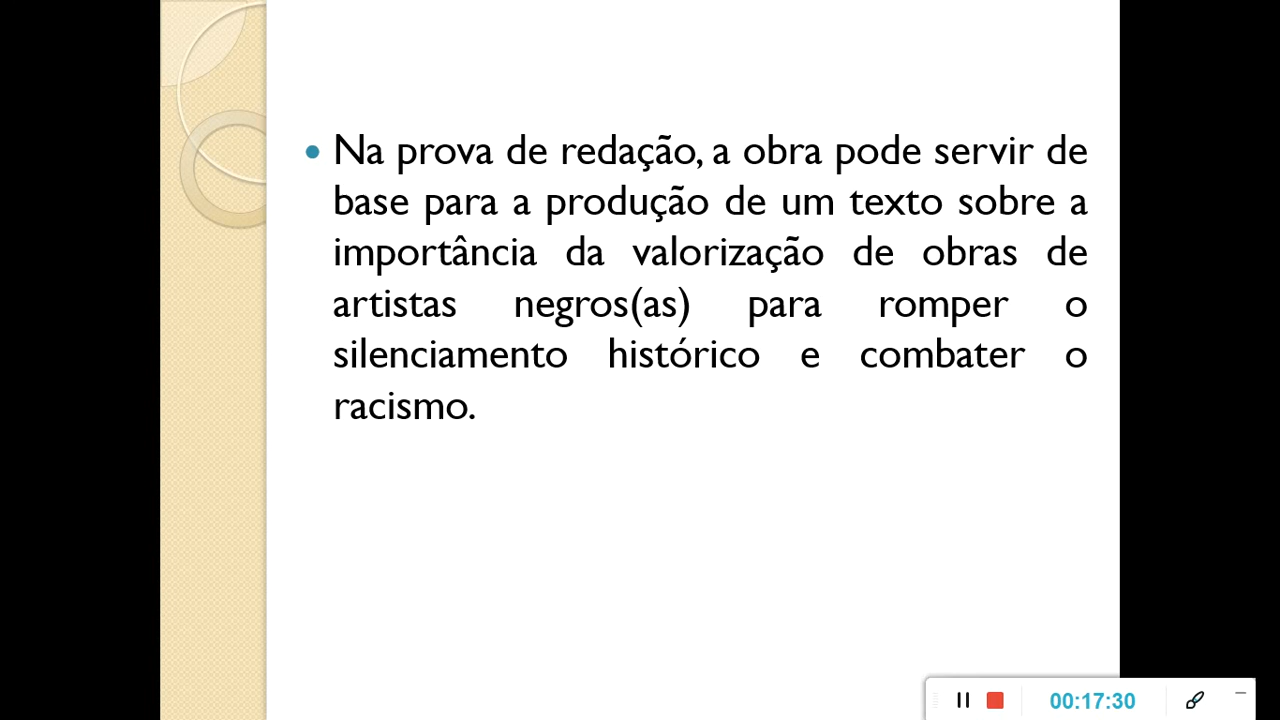 Na prova de redação, a obra pode servir de
base para a produção de um texto sobre a
importância da valorização de obras de
artistas negros(as) para romper o
silenciamento histórico e combater o
racismo.
00:17:30